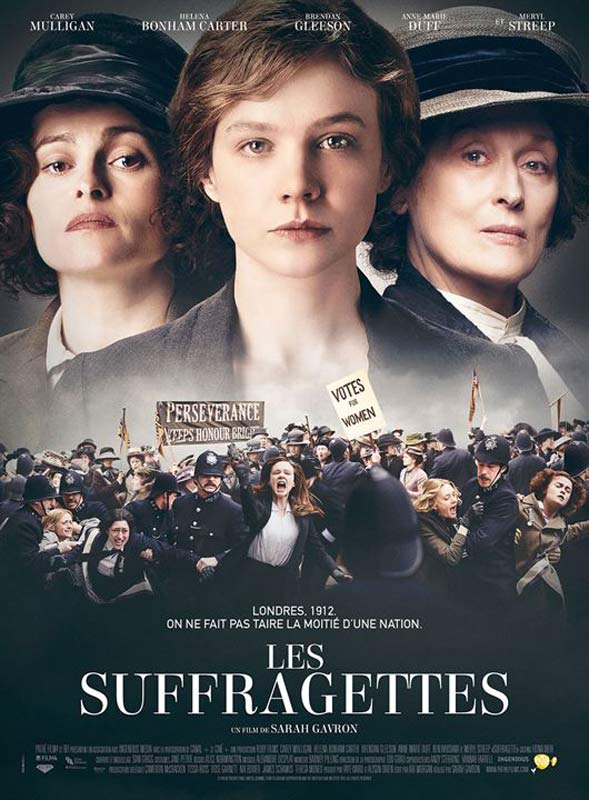 CAREY
MULLIGAN
HELENA
BONHAM CARTER
BRENDAN
GLEESON
ANNE-MARIE
DUFF
ET
MERYL
STREEP
PERSEVERANCE
KEEPS HONOUR BRIGHT
VOTES
FOR
WOMEN
LONDRES, 1912.
ON NE FAIT PAS TAIRE LA MOITIÉ D'UNE NATION.
LES
SUFFRAGETTES
UN FILM DE SARAH GAVRON